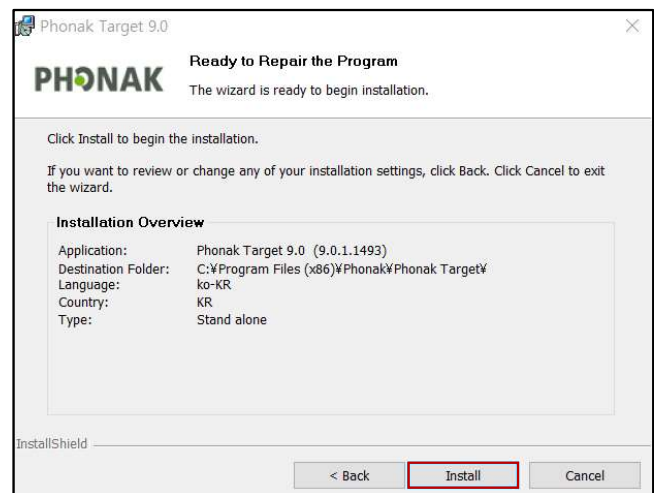 Phonak Target 9.0
PHONAK
Ready to Repair the Program
The wizard is ready to begin installation.
Click Install to begin the installation.
If you want to review or change any of your installation settings, click Back. Click Cancel to exit
the wizard.
Installation Overview
Application: Phonak Target 9.0 (9.0.1.1493)
Destination Folder: C:¥Program Files (x86)¥Phonak¥Phonak Target¥
Language: ko-KR
Country: KR
Type: Stand alone
InstallShield
< Back Install Cancel